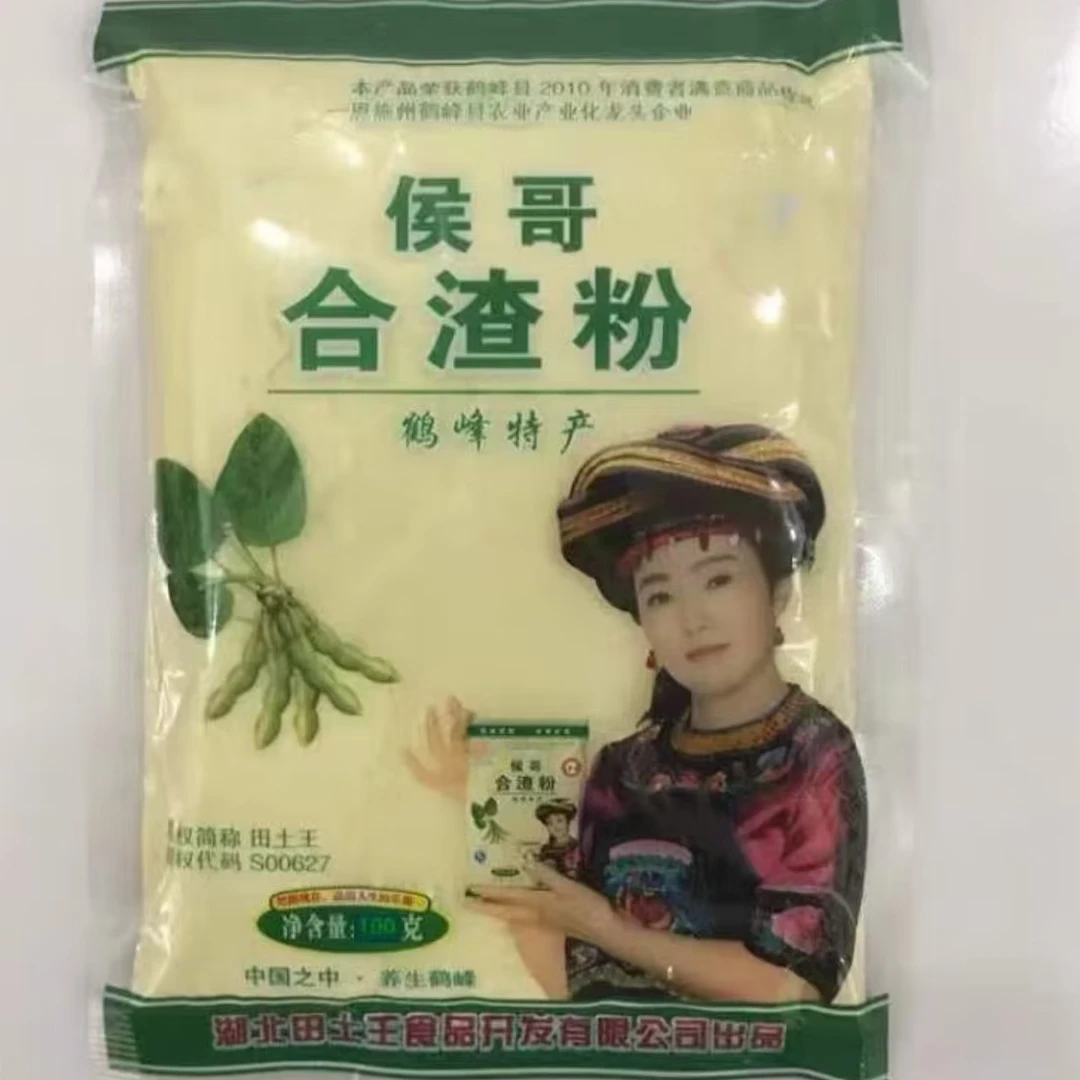 本产品荣获鹤峰县2010年消费者满意商品
恩施州鹤峰县农业产业化龙头企业
侯哥
合渣粉
鹤峰特产
侯哥
合渣粉
权简称 田土王
权代码 S00627
净含量:100克
中国之中·养生鹤峰
湖北田土王食品开发有限公司出品